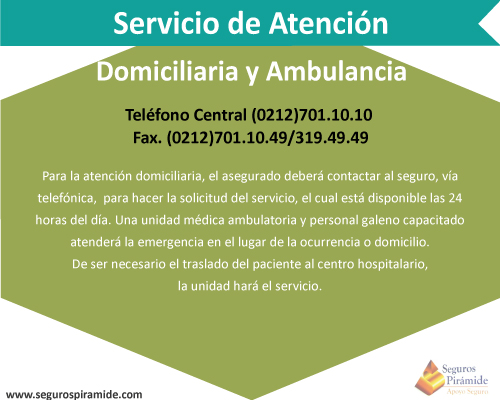 Servicio de Atención
Domiciliaria y Ambulancia
Teléfono Central (0212)701.10.10
Fax. (0212)701.10.49/319.49.49
Para la atención domiciliaria, el asegurado deberá contactar al seguro, vía
telefónica, para hacer la solicitud del servicio, el cual está disponible las 24
horas del día. Una unidad médica ambulatoria y personal galeno capacitado
atenderá la emergencia en el lugar de la ocurrencia o domicilio.
De ser necesario el traslado del paciente al centro hospitalario,
la unidad hará el servicio.
Seguros
Pirámide
Apoyo Seguro
www.segurospiramide.com